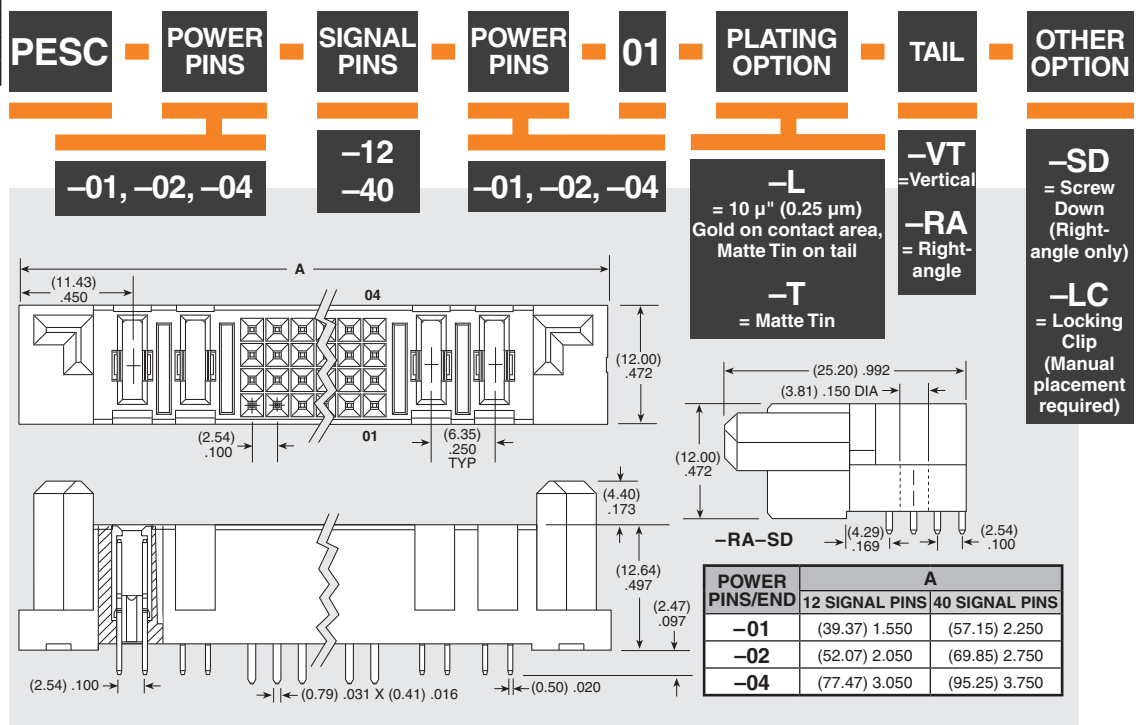 PESC
POWER
PINS
SIGNAL
PINS
POWER
PINS
01
PLATING
OPTION
TAIL
OTHER
OPTION
–01, –02, –04
–12
–40
–01, –02, –04
–L
= 10 µ" (0.25 µm)
Gold on contact area,
Matte Tin on tail
–T
= Matte Tin
–VT
=Vertical
–RA
= Right-
angle
–SD
= Screw
Down
(Right-
angle only)
–LC
= Locking
Clip
(Manual
placement
required)
A
(11.43)
.450
04
(12.00)
.472
(2.54)
.100
01
(6.35)
.250
TYP
(25.20) .992
(3.81) .150 DIA
(12.00)
.472
–RA–SD
(4.29)
.169
(2.54)
.100
(4.40)
.173
(12.64)
.497
(2.47)
.097
(2.54) .100
(0.79) .031 X (0.41) .016
(0.50) .020
POWER
PINS/END
A
12 SIGNAL PINS
40 SIGNAL PINS
–01
(39.37) 1.550
(57.15) 2.250
–02
(52.07) 2.050
(69.85) 2.750
–04
(77.47) 3.050
(95.25) 3.750